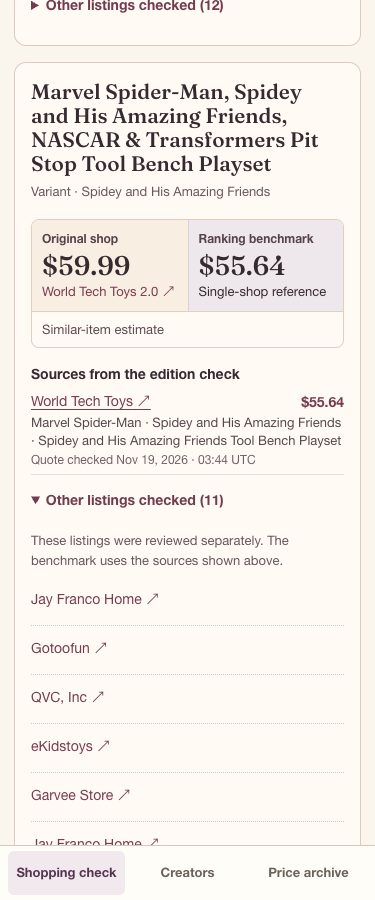 ▶ Other listings checked (12)
Marvel Spider-Man, Spidey
and His Amazing Friends,
NASCAR & Transformers Pit
Stop Tool Bench Playset
Variant · Spidey and His Amazing Friends
Original shop
$59.99
World Tech Toys 2.0 ↗
Ranking benchmark
$55.64
Single-shop reference
Similar-item estimate
Sources from the edition check
World Tech Toys ↗ $55.64
Marvel Spider-Man · Spidey and His Amazing Friends
· Spidey and His Amazing Friends Tool Bench Playset
Quote checked Nov 19, 2026 · 03:44 UTC
▼ Other listings checked (11)
These listings were reviewed separately. The
benchmark uses the sources shown above.
Jay Franco Home ↗
Gotoofun ↗
QVC, Inc ↗
eKidstoys ↗
Garvee Store ↗
Jay Franco Home ↗
Shopping check Creators Price archive